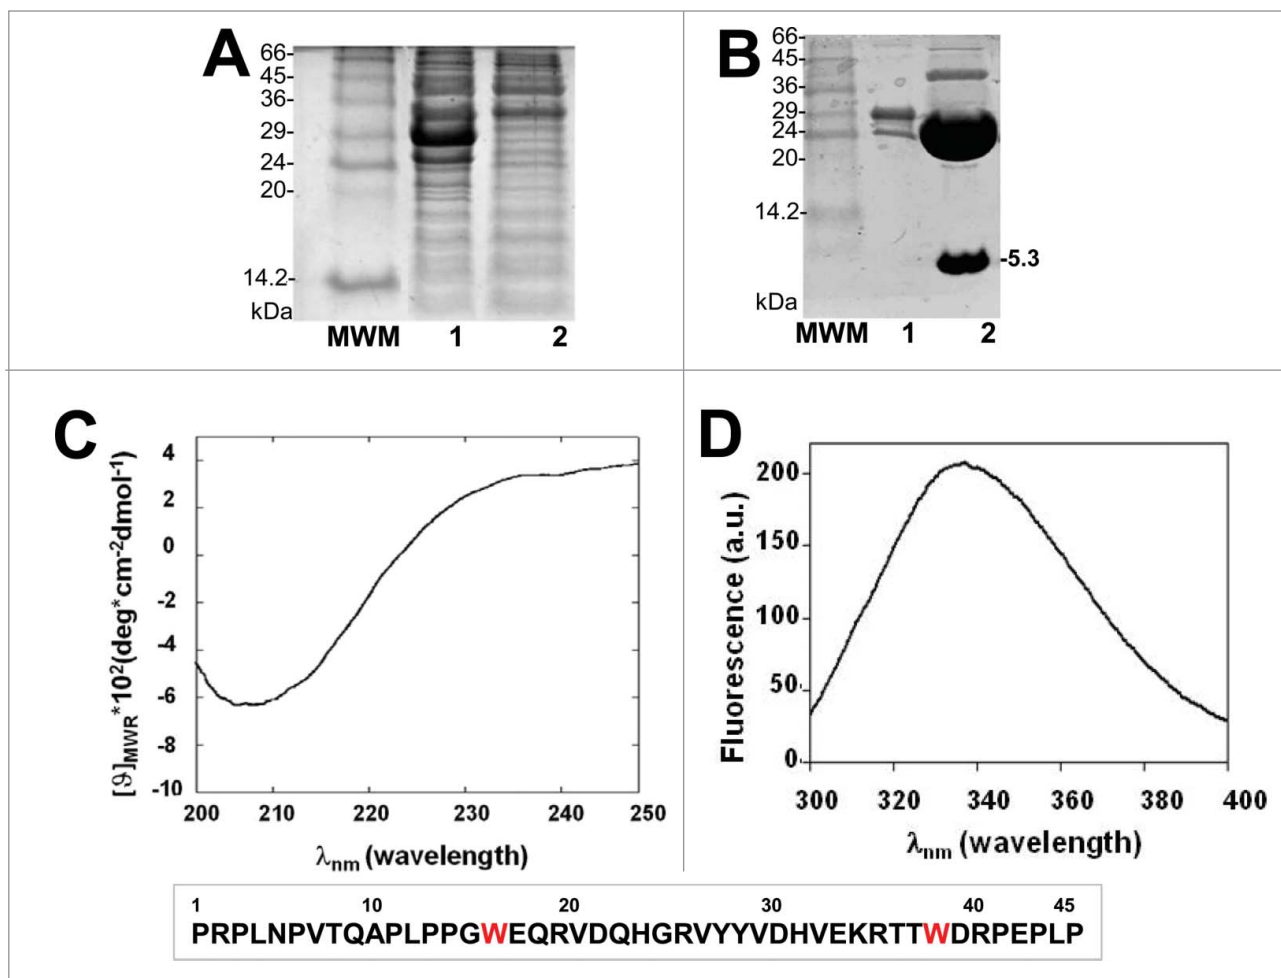 A
66-
45-
36-
29-
24-
20-
14.2-
kDa
MWM 1 2
B
66-
45-
36-
29-
24-
20-
14.2-
kDa
-5.3
MWM 1 2
C
[ϑ]MWR*10²(deg*cm⁻²dmol⁻¹)
4
2
0
-2
-4
-6
-8
-10
200 210 220 230 240 250
λnm (wavelength)
D
Fluorescence (a.u.)
200
150
100
50
0
300 320 340 360 380 400
λnm (wavelength)
1 10 20 30 40 45
PRPLNPVTQAPLPPGWEQRVDQHGRVYYVDHVEKRTTWDRPEPLP